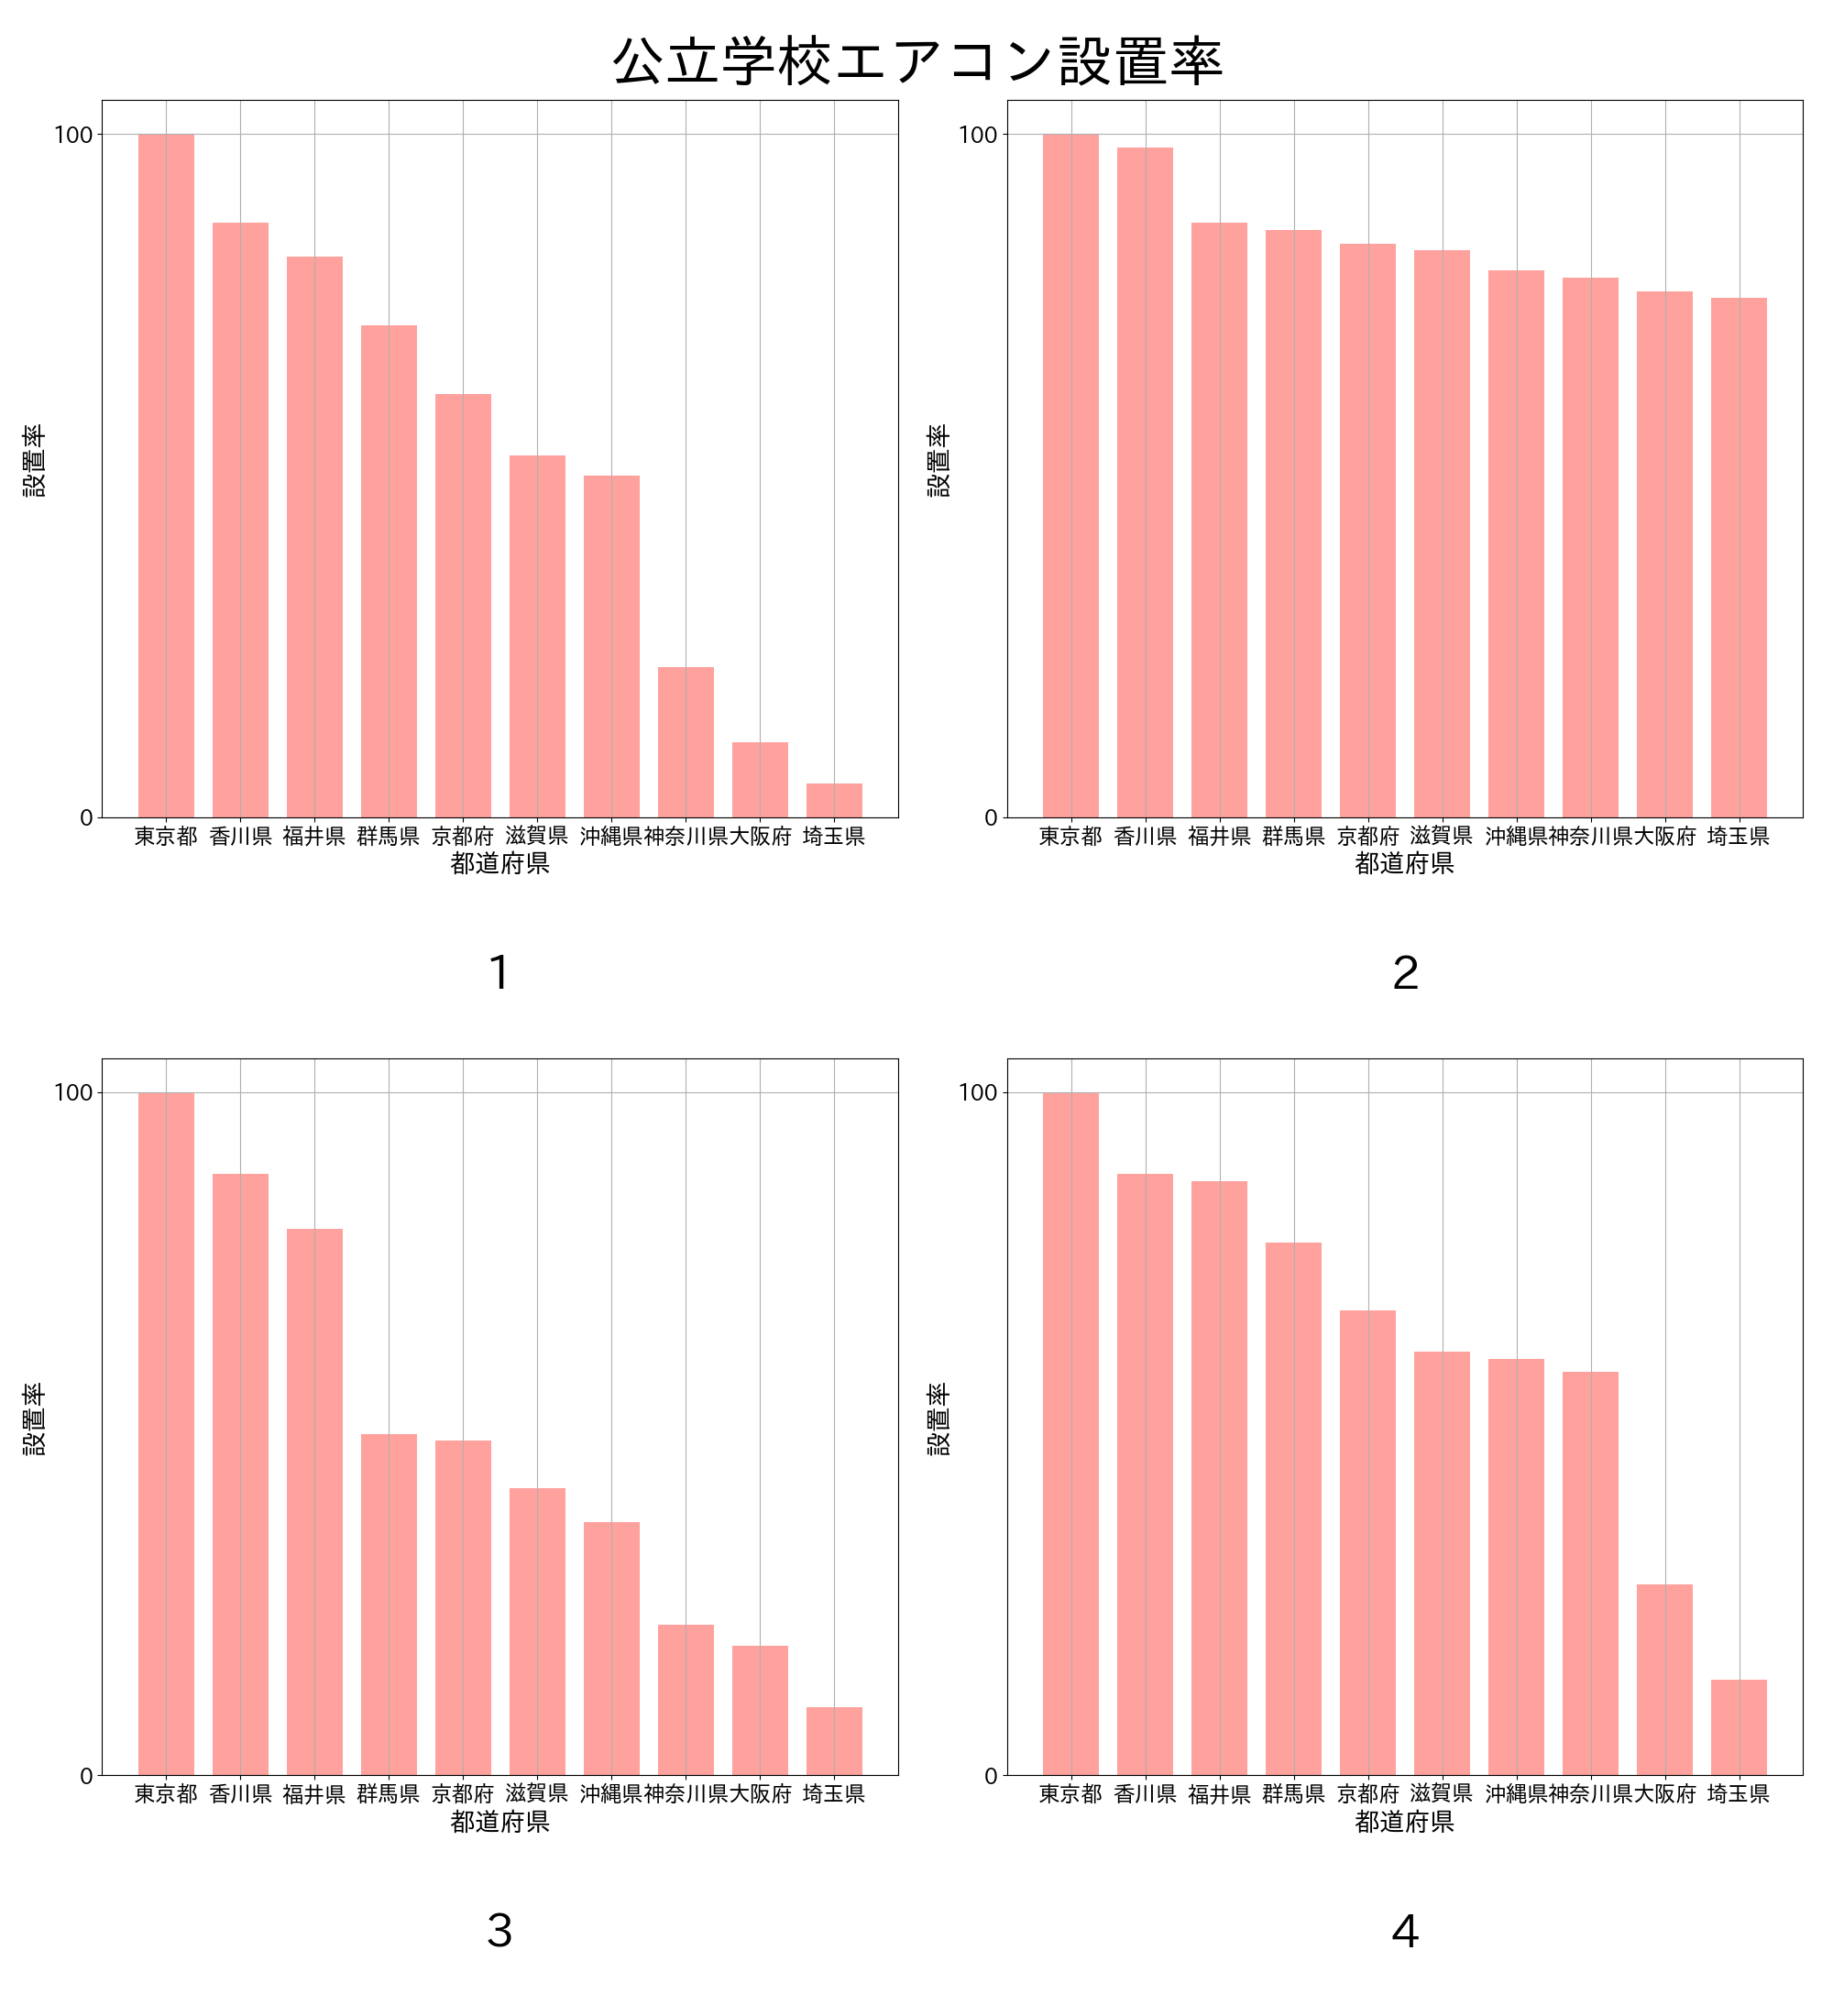 公立学校エアコン設置率
100
0
設置率
東京都 香川県 福井県 群馬県 京都府 滋賀県 沖縄県 神奈川県 大阪府 埼玉県
都道府県
1
100
0
設置率
東京都 香川県 福井県 群馬県 京都府 滋賀県 沖縄県 神奈川県 大阪府 埼玉県
都道府県
2
100
0
設置率
東京都 香川県 福井県 群馬県 京都府 滋賀県 沖縄県 神奈川県 大阪府 埼玉県
都道府県
3
100
0
設置率
東京都 香川県 福井県 群馬県 京都府 滋賀県 沖縄県 神奈川県 大阪府 埼玉県
都道府県
4